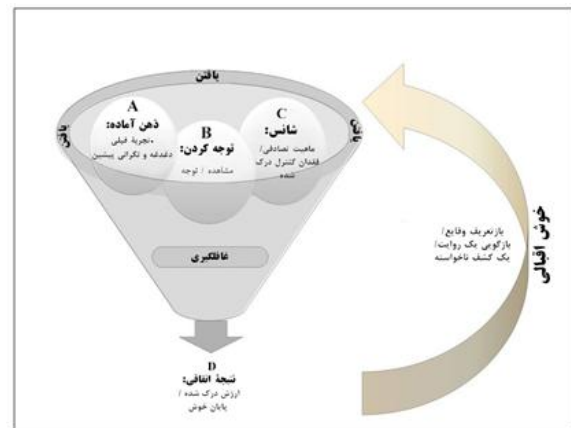 یافتن
یافتن
یافتن
A
ذهن آماده:
تجربهٔ قبلی
دغدغه و نگرانی پیشین
B
توجه کردن:
مشاهده / توجه
C
شانس:
ماهیت تصادفی/
فقدان کنترل درک
شده
غافلگیری
D
نتیجهٔ اتفاقی:
ارزش درک شده /
پایان خوش
بازتعریف وقایع/
بازگویی یک روایت/
یک کشف ناخواسته
خوش اقبالی